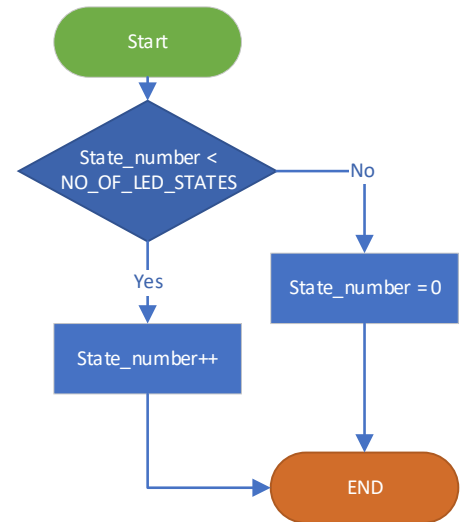 Start
State_number <
NO_OF_LED_STATES
No
Yes
State_number = 0
State_number++
END